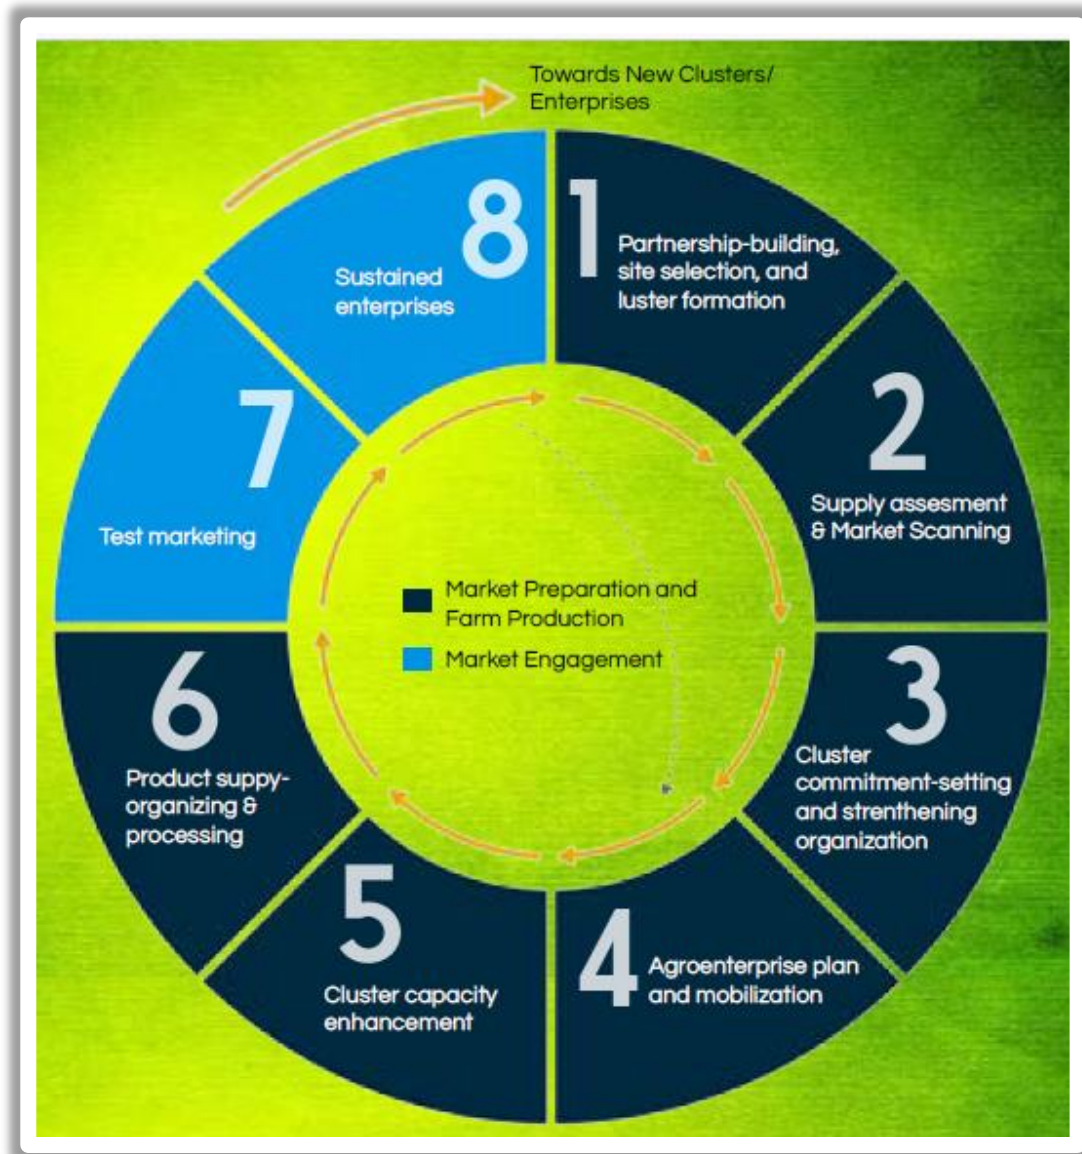 Towards New Clusters/
Enterprises
1
Partnership-building,
site selection, and
luster formation
2
Supply assesment
& Market Scanning
3
Cluster
commitment-setting
and strenthening
organization
4
Agroenterprise plan
and mobilization
5
Cluster capacity
enhancement
6
Product suppy-
organizing &
processing
7
Test marketing
8
Sustained
enterprises
Market Preparation and
Farm Production
Market Engagement